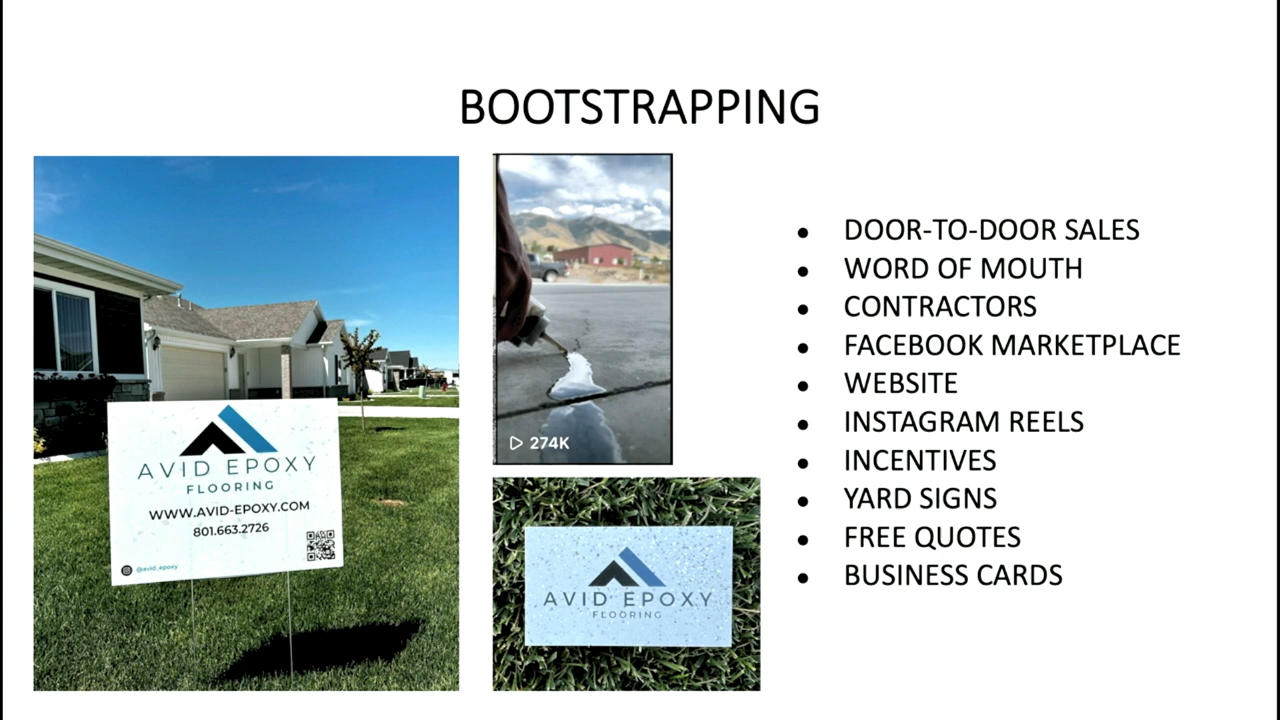 BOOTSTRAPPING
AVID EPOXY
FLOORING
WWW.AVID-EPOXY.COM
801.663.2726
@avid_epoxy
274K
AVID EPOXY
FLOORING
• DOOR-TO-DOOR SALES
• WORD OF MOUTH
• CONTRACTORS
• FACEBOOK MARKETPLACE
• WEBSITE
• INSTAGRAM REELS
• INCENTIVES
• YARD SIGNS
• FREE QUOTES
• BUSINESS CARDS